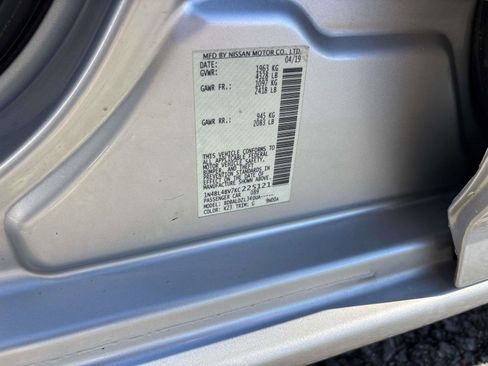 MFD BY NISSAN MOTOR CO., LTD.
DATE: 04/19
GVWR: 1963 KG
4328 LB
GAWR FR.: 1097 KG
2418 LB
GAWR RR.: 945 KG
2083 LB
THIS VEHICLE CONFORMS TO
ALL APPLICABLE FEDERAL
MOTOR VEHICLE SAFETY,
BUMPER, AND THEFT
PREVENTION STANDARDS IN
EFFECT ON THE DATE OF
MANUFACTURE SHOWN ABOVE.
1N4BL4BV7KC225121
PASSENGER CAR
COLOR: K23 TRIM: G